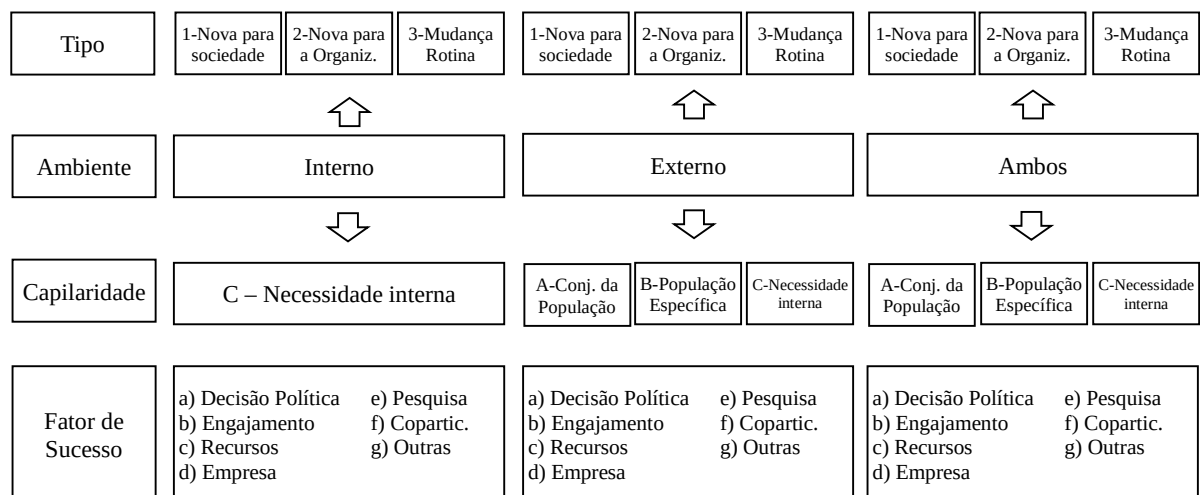 Tipo
1-Nova para
sociedade
2-Nova para
a Organiz.
3-Mudança
Rotina
1-Nova para
sociedade
2-Nova para
a Organiz.
3-Mudança
Rotina
1-Nova para
sociedade
2-Nova para
a Organiz.
3-Mudança
Rotina
Ambiente
Interno
Externo
Ambos
Capilaridade
C – Necessidade interna
A-Conj. da
População
B-População
Específica
C-Necessidade
interna
A-Conj. da
População
B-População
Específica
C-Necessidade
interna
Fator de
Sucesso
a) Decisão Política
b) Engajamento
c) Recursos
d) Empresa
e) Pesquisa
f) Copartic.
g) Outras
a) Decisão Política
b) Engajamento
c) Recursos
d) Empresa
e) Pesquisa
f) Copartic.
g) Outras
a) Decisão Política
b) Engajamento
c) Recursos
d) Empresa
e) Pesquisa
f) Copartic.
g) Outras